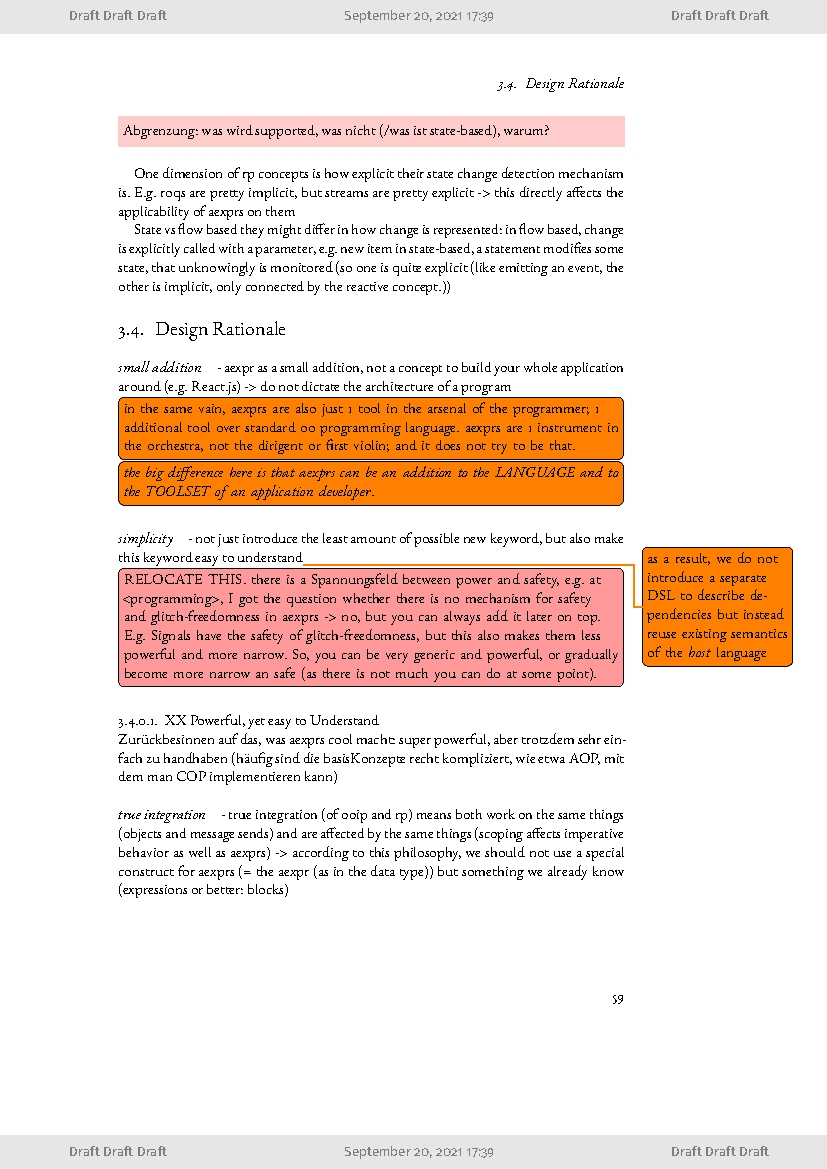 Draft Draft Draft September 20, 2021 17:39 Draft Draft Draft
3.4. Design Rationale
Abgrenzung: was wird supported, was nicht (/was ist state-based), warum?
One dimension of rp concepts is how explicit their state change detection mechanism
is. E.g. roqs are pretty implicit, but streams are pretty explicit -> this directly affects the
applicability of aexprs on them
State vs flow based they might differ in how change is represented: in flow based, change
is explicitly called with a parameter, e.g. new item in state-based, a statement modifies some
state, that unknowingly is monitored (so one is quite explicit (like emitting an event, the
other is implicit, only connected by the reactive concept.))
3.4. Design Rationale
small addition - aexpr as a small addition, not a concept to build your whole application
around (e.g. React.js) -> do not dictate the architecture of a program
in the same vain, aexprs are also just 1 tool in the arsenal of the programmer; 1
additional tool over standard oo programming language. aexprs are 1 instrument in
the orchestra, not the dirigent or first violin; and it does not try to be that.
the big difference here is that aexprs can be an addition to the LANGUAGE and to
the TOOLSET of an application developer.
simplicity - not just introduce the least amount of possible new keyword, but also make
this keyword easy to understand
RELOCATE THIS. there is a Spannungsfeld between power and safety, e.g. at
<programming>, I got the question whether there is no mechanism for safety
and glitch-freedomness in aexprs -> no, but you can always add it later on top.
E.g. Signals have the safety of glitch-freedomness, but this also makes them less
powerful and more narrow. So, you can be very generic and powerful, or gradually
become more narrow an safe (as there is not much you can do at some point).
as a result, we do not
introduce a separate
DSL to describe de-
pendencies but instead
reuse existing semantics
of the host language
3.4.0.1. XX Powerful, yet easy to Understand
Zurückbesinnen auf das, was aexprs cool macht: super powerful, aber trotzdem sehr ein-
fach zu handhaben (häufig sind die basisKonzepte recht kompliziert, wie etwa AOP, mit
dem man COP implementieren kann)
true integration - true integration (of ooip and rp) means both work on the same things
(objects and message sends) and are affected by the same things (scoping affects imperative
behavior as well as aexprs) -> according to this philosophy, we should not use a special
construct for aexprs (= the aexpr (as in the data type)) but something we already know
(expressions or better: blocks)
59
Draft Draft Draft September 20, 2021 17:39 Draft Draft Draft